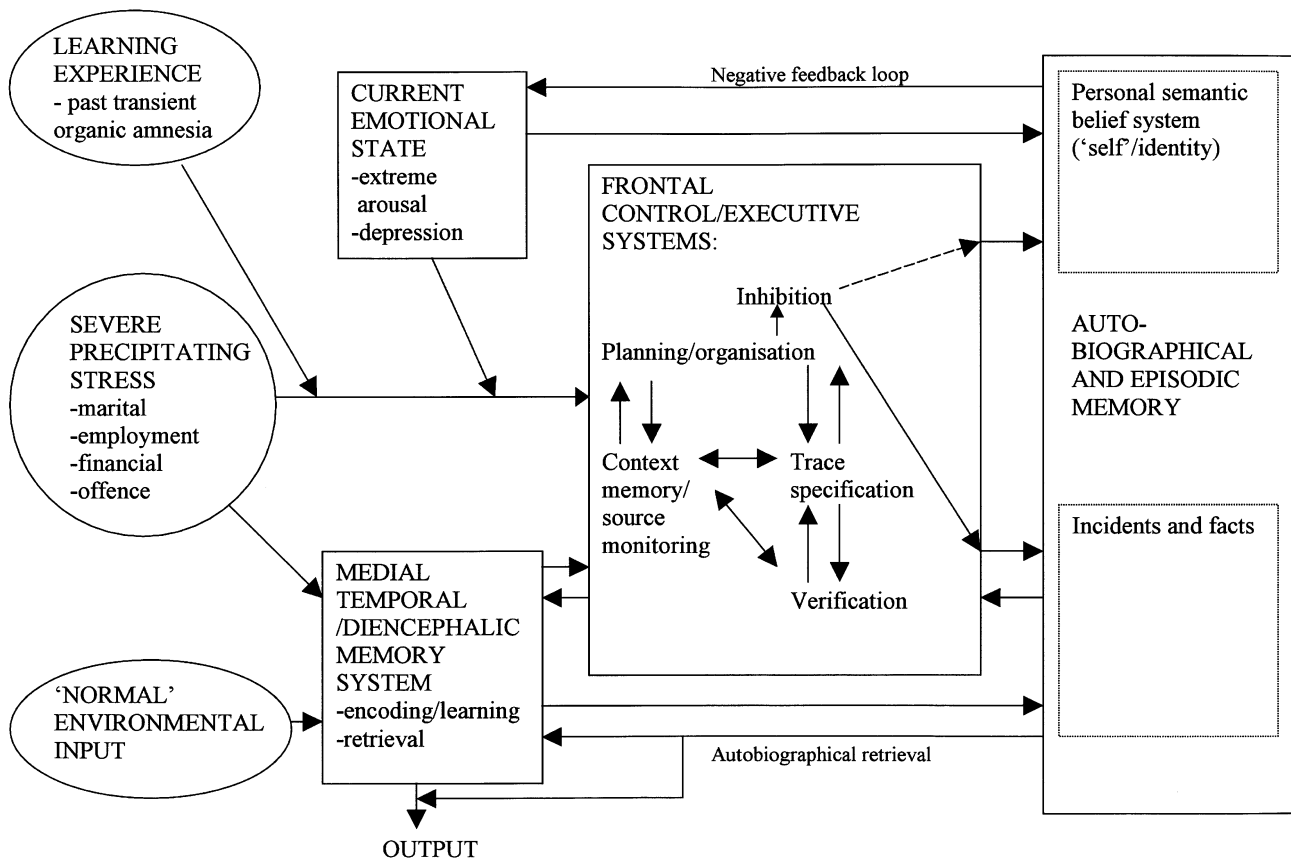 LEARNING
EXPERIENCE
- past transient
organic amnesia
CURRENT
EMOTIONAL
STATE
-extreme
arousal
-depression
Negative feedback loop
Personal semantic
belief system
(‘self’/identity)
FRONTAL
CONTROL/EXECUTIVE
SYSTEMS:
Inhibition
Planning/organisation
Context
memory/
source
monitoring
Trace
specification
Verification
AUTO-
BIOGRAPHICAL
AND EPISODIC
MEMORY
Incidents and facts
SEVERE
PRECIPITATING
STRESS
-marital
-employment
-financial
-offence
MEDIAL
TEMPORAL
/DIENCEPHALIC
MEMORY
SYSTEM
-encoding/learning
-retrieval
‘NORMAL’
ENVIRONMENTAL
INPUT
Autobiographical retrieval
OUTPUT